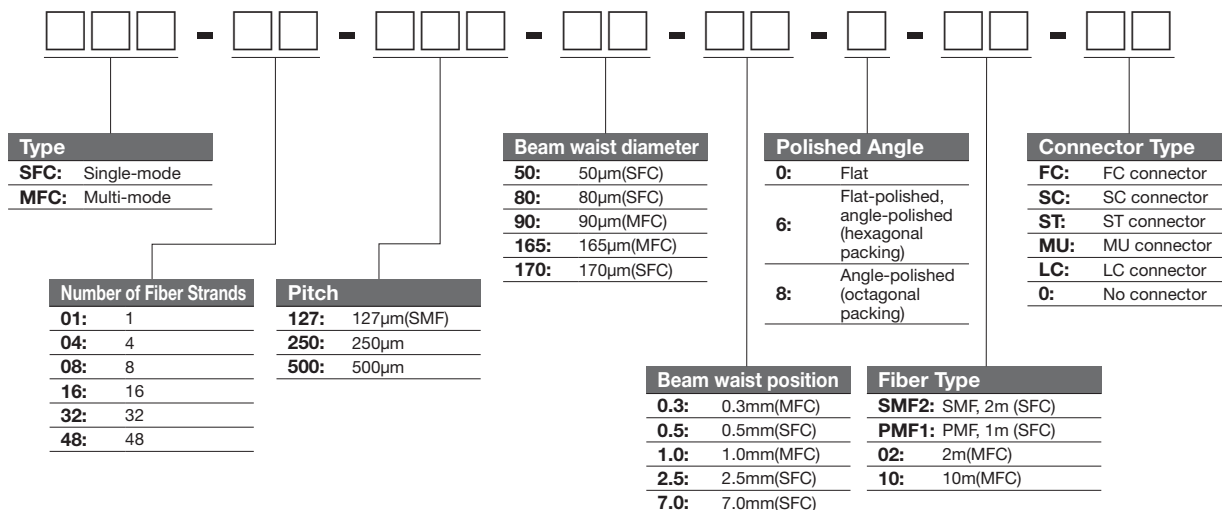 - - - - - - -
Type
SFC: Single-mode
MFC: Multi-mode
Number of Fiber Strands
01: 1
04: 4
08: 8
16: 16
32: 32
48: 48
Pitch
127: 127μm(SMF)
250: 250μm
500: 500μm
Beam waist diameter
50: 50μm(SFC)
80: 80μm(SFC)
90: 90μm(MFC)
165: 165μm(MFC)
170: 170μm(SFC)
Beam waist position
0.3: 0.3mm(MFC)
0.5: 0.5mm(SFC)
1.0: 1.0mm(MFC)
2.5: 2.5mm(SFC)
7.0: 7.0mm(SFC)
Polished Angle
0: Flat
6: Flat-polished,
angle-polished
(hexagonal
packing)
8: Angle-polished
(octagonal
packing)
Fiber Type
SMF2: SMF, 2m (SFC)
PMF1: PMF, 1m (SFC)
02: 2m(MFC)
10: 10m(MFC)
Connector Type
FC: FC connector
SC: SC connector
ST: ST connector
MU: MU connector
LC: LC connector
0: No connector